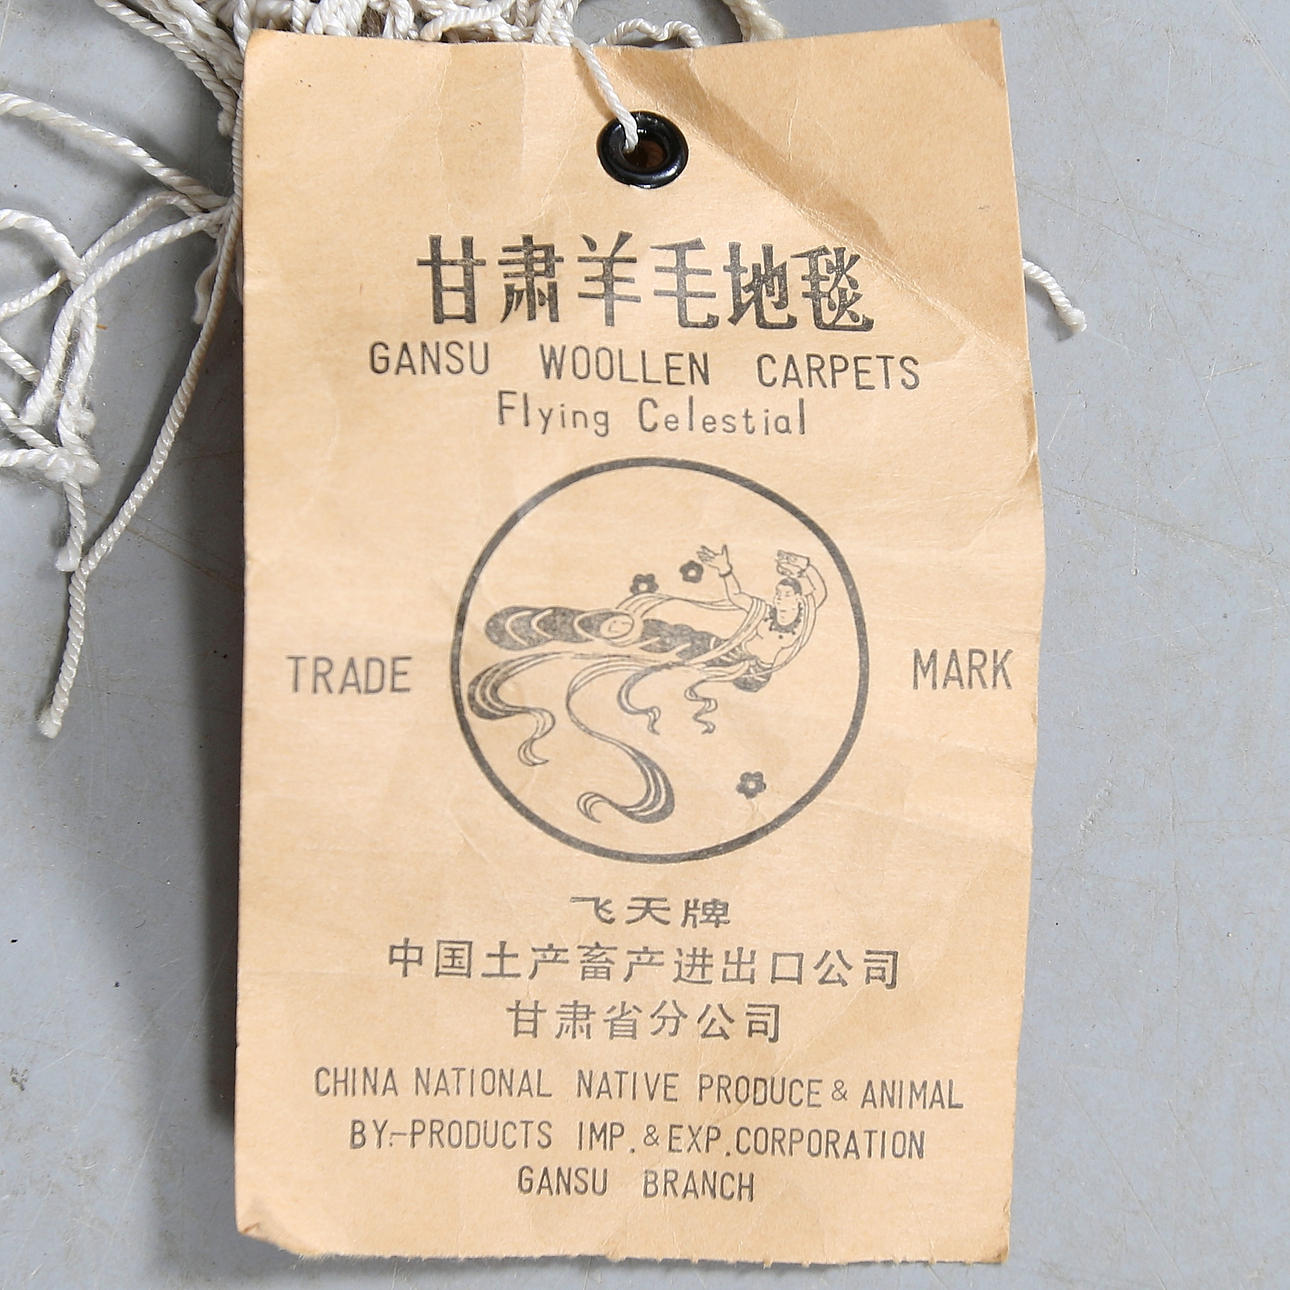 甘肃羊毛地毯
GANSU WOOLLEN CARPETS
Flying Celestial
TRADE MARK
飞天牌
中国土产畜产进出口公司
甘肃省分公司
CHINA NATIONAL NATIVE PRODUCE & ANIMAL
BY-PRODUCTS IMP. & EXP. CORPORATION
GANSU BRANCH